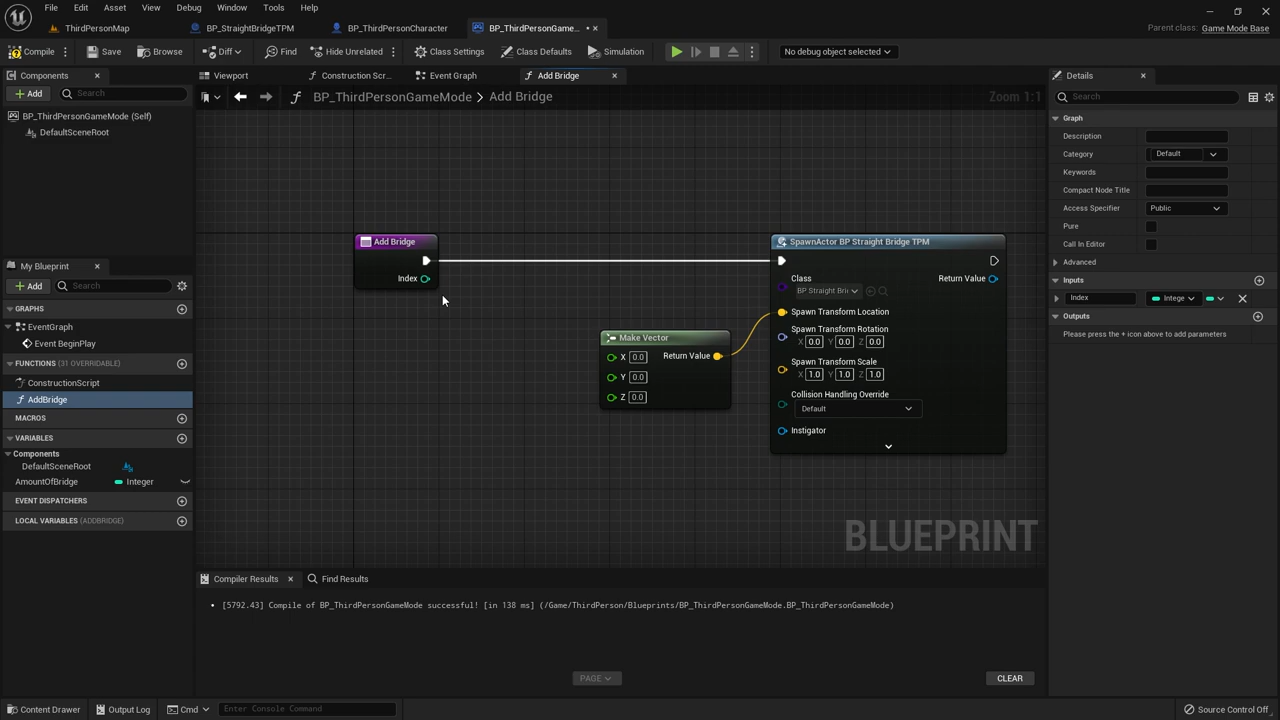 File Edit Asset View Debug Window Tools Help
ThirdPersonMap
BP_StraightBridgeTPM
BP_ThirdPersonCharacter
BP_ThirdPersonGame...
Parent class: Game Mode Base
Compile
Save
Browse
Diff
Find
Hide Unrelated
Class Settings
Class Defaults
Simulation
No debug object selected
Components
Add
Search
BP_ThirdPersonGameMode (Self)
DefaultSceneRoot
My Blueprint
Add
Search
GRAPHS
EventGraph
Event BeginPlay
FUNCTIONS (31 OVERRIDABLE)
ConstructionScript
AddBridge
MACROS
VARIABLES
Components
DefaultSceneRoot
AmountOfBridge Integer
EVENT DISPATCHERS
LOCAL VARIABLES (ADDBRIDGE)
Viewport
Construction Scr...
Event Graph
Add Bridge
BP_ThirdPersonGameMode > Add Bridge
Zoom 1:1
Add Bridge
Index
Make Vector
X 0.0 Return Value
Y 0.0
Z 0.0
SpawnActor BP Straight Bridge TPM
Class Return Value
BP Straight Bri
Spawn Transform Location
Spawn Transform Rotation
X 0.0 Y 0.0 Z 0.0
Spawn Transform Scale
X 1.0 Y 1.0 Z 1.0
Collision Handling Override
Default
Instigator
BLUEPRINT
Compiler Results
Find Results
[5792.43] Compile of BP_ThirdPersonGameMode successful! [in 138 ms] (/Game/ThirdPerson/Blueprints/BP_ThirdPersonGameMode.BP_ThirdPersonGameMode)
PAGE
CLEAR
Details
Search
Graph
Description
Category Default
Keywords
Compact Node Title
Access Specifier Public
Pure
Call In Editor
Advanced
Inputs
Index Intege
Outputs
Please press the + icon above to add parameters
Content Drawer
Output Log
Cmd
Enter Console Command
Source Control Off